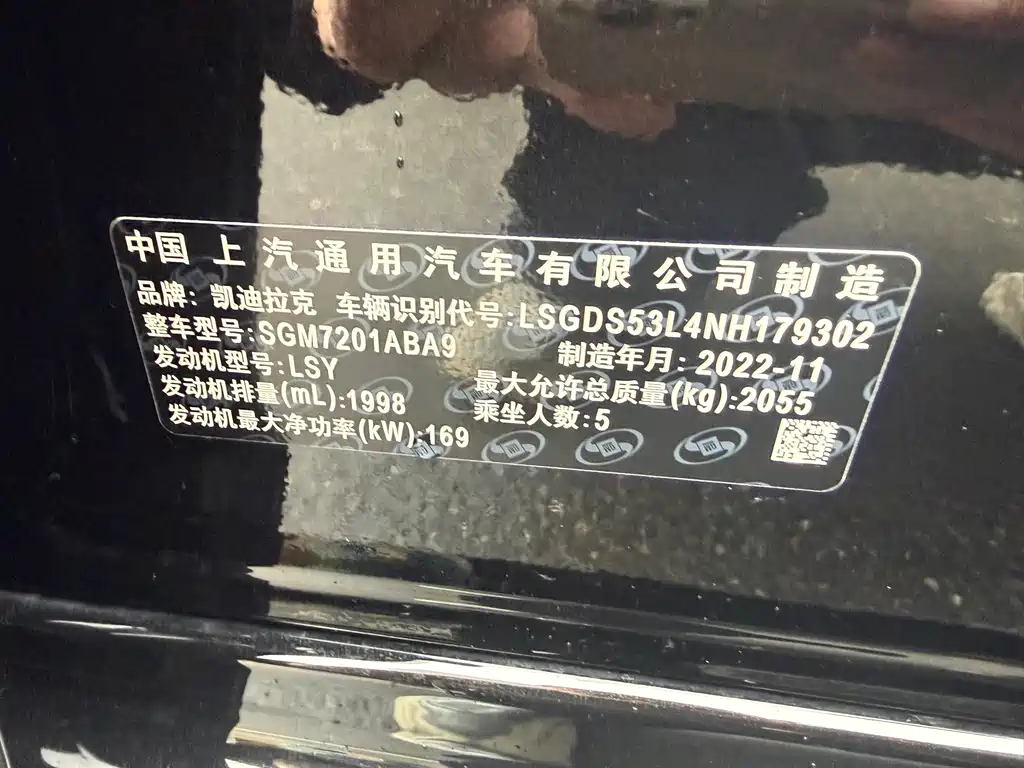 中国上汽通用汽车有限公司制造
品牌: 凯迪拉克 车辆识别代号:LSGDS53L4NH179302
整车型号:SGM7201ABA9 制造年月: 2022-11
发动机型号:LSY 最大允许总质量(kg):2055
发动机排量(mL):1998 乘坐人数:5
发动机最大净功率(kW):169